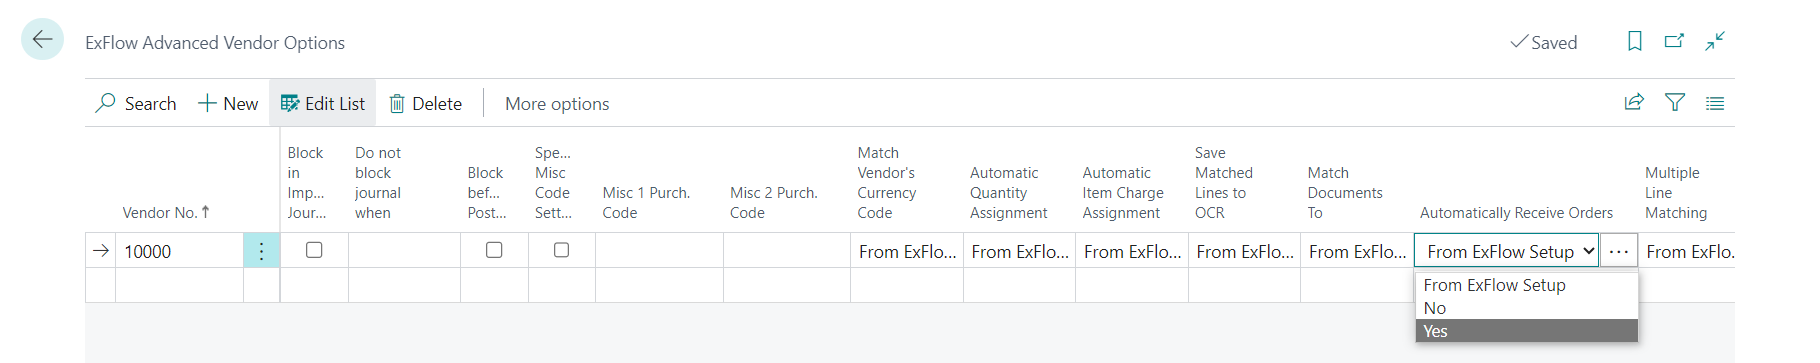 ExFlow Advanced Vendor Options
Saved
Search New Edit List Delete More options
Vendor No.
Block
in
Imp...
Jour...
Do not
block
journal
when
Block
bef...
Post...
Spe...
Misc
Code
Sett...
Misc 1 Purch.
Code
Misc 2 Purch.
Code
Match
Vendor's
Currency
Code
Automatic
Quantity
Assignment
Automatic
Item Charge
Assignment
Save
Matched
Lines to
OCR
Match
Documents
To
Automatically Receive Orders
Multiple
Line
Matching
10000 From ExFlo... From ExFlo... From ExFlo... From ExFlo... From ExFlo... From ExFlow Setup ... From ExFlo.
From ExFlow Setup
No
Yes